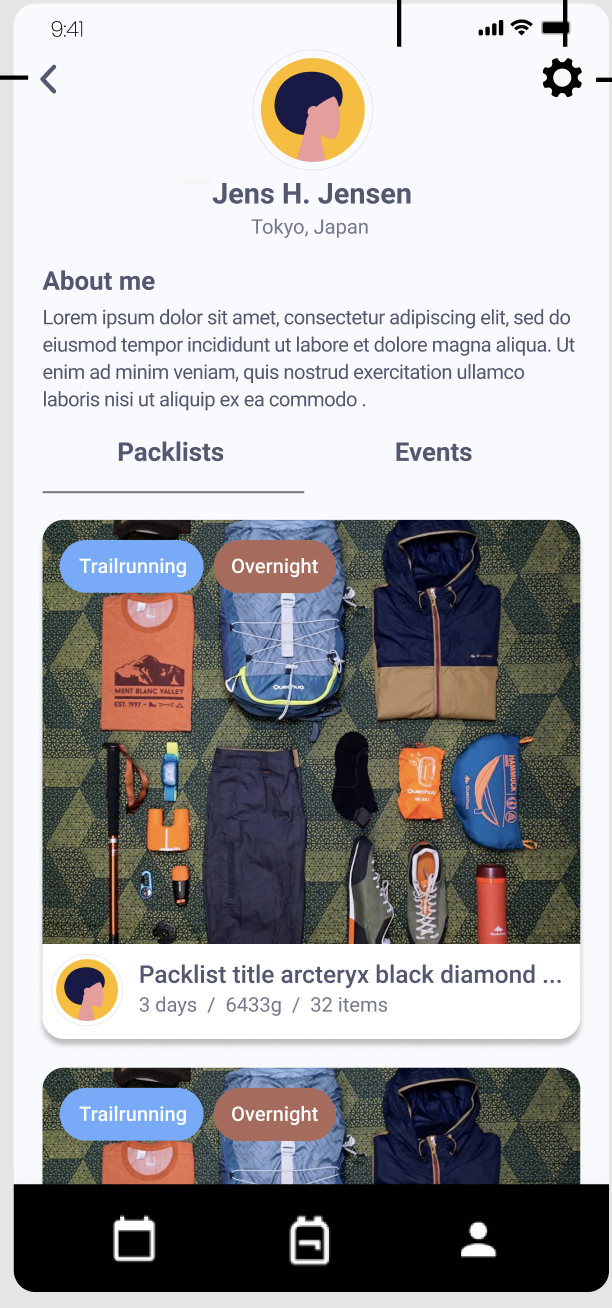 9:41
Jens H. Jensen
Tokyo, Japan
About me
Lorem ipsum dolor sit amet, consectetur adipiscing elit, sed do
eiusmod tempor incididunt ut labore et dolore magna aliqua. Ut
enim ad minim veniam, quis nostrud exercitation ullamco
laboris nisi ut aliquip ex ea commodo .
Packlists Events
Trailrunning Overnight
MONT BLANC VALLEY
EST. 1997
Quechua
Quechua
HAMMOCK
Packlist title arcteryx black diamond ...
3 days / 6433g / 32 items
Trailrunning Overnight